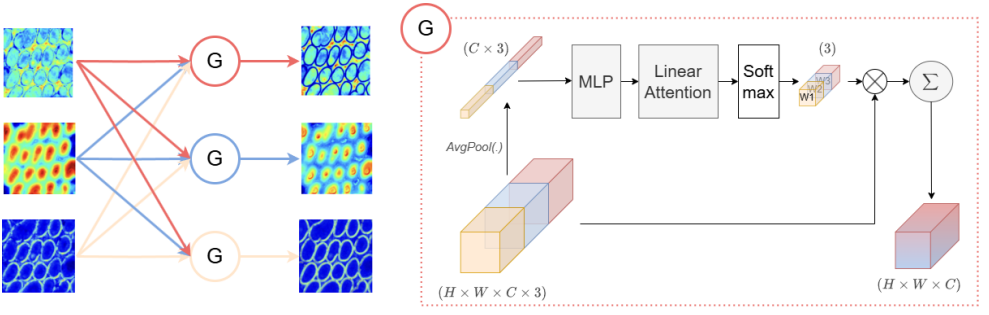 G
G
G
G
(C × 3)
MLP
Linear
Attention
Soft
max
(3)
W1
W2
W3
Σ
AvgPool(.)
(H × W × C × 3)
(H × W × C)